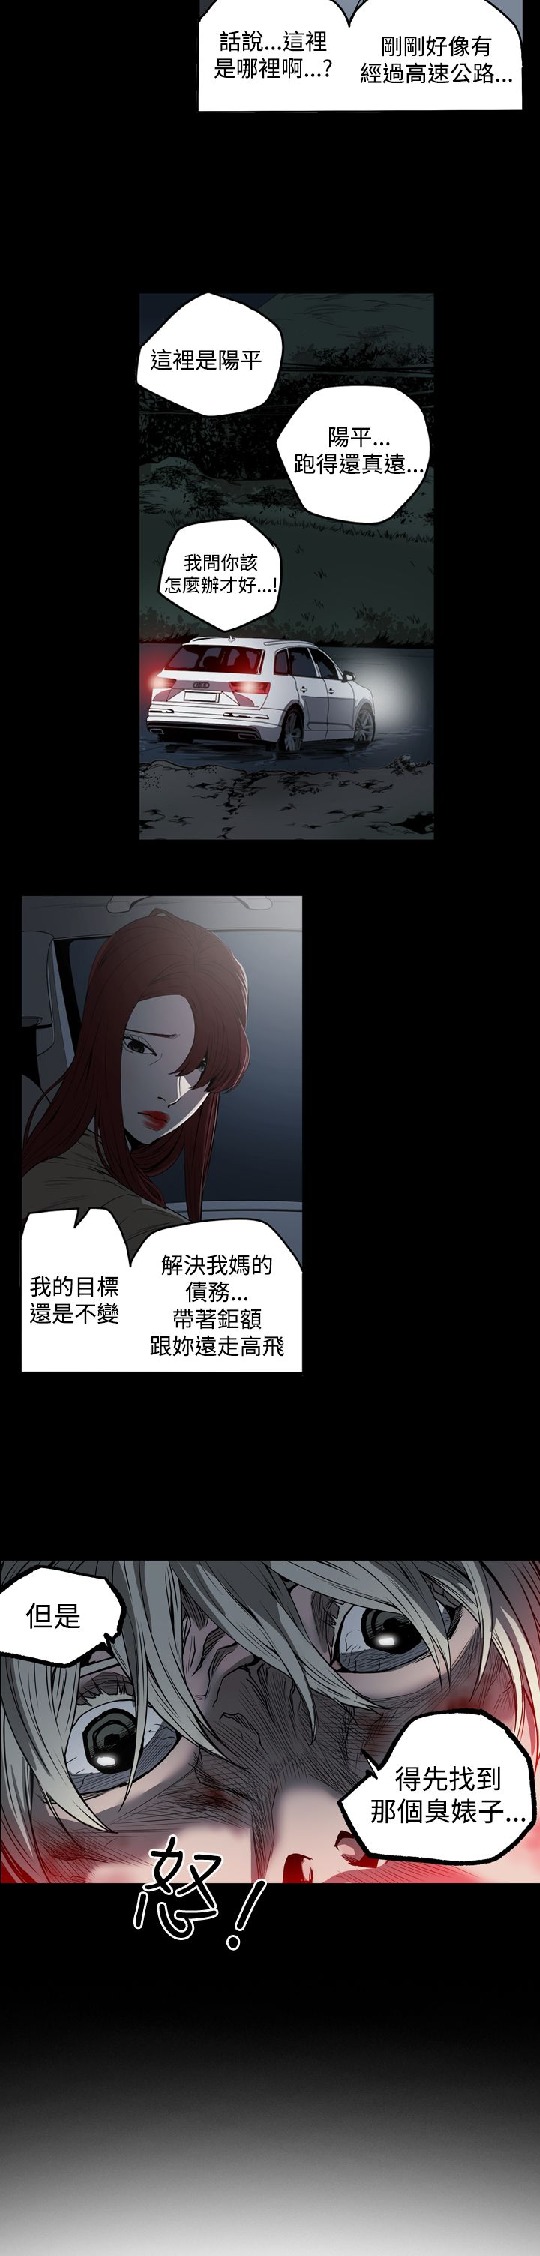 話說...這裡
是哪裡啊...?
剛剛好像有
經過高速公路...
這裡是陽平
陽平...
跑得還真遠...
我問你該
怎麼辦才好...!
我的目標
還是不變
解決我媽的
債務...
帶著鉅額
跟妳遠走高飛
但是
得先找到
那個臭婊子...
怒!